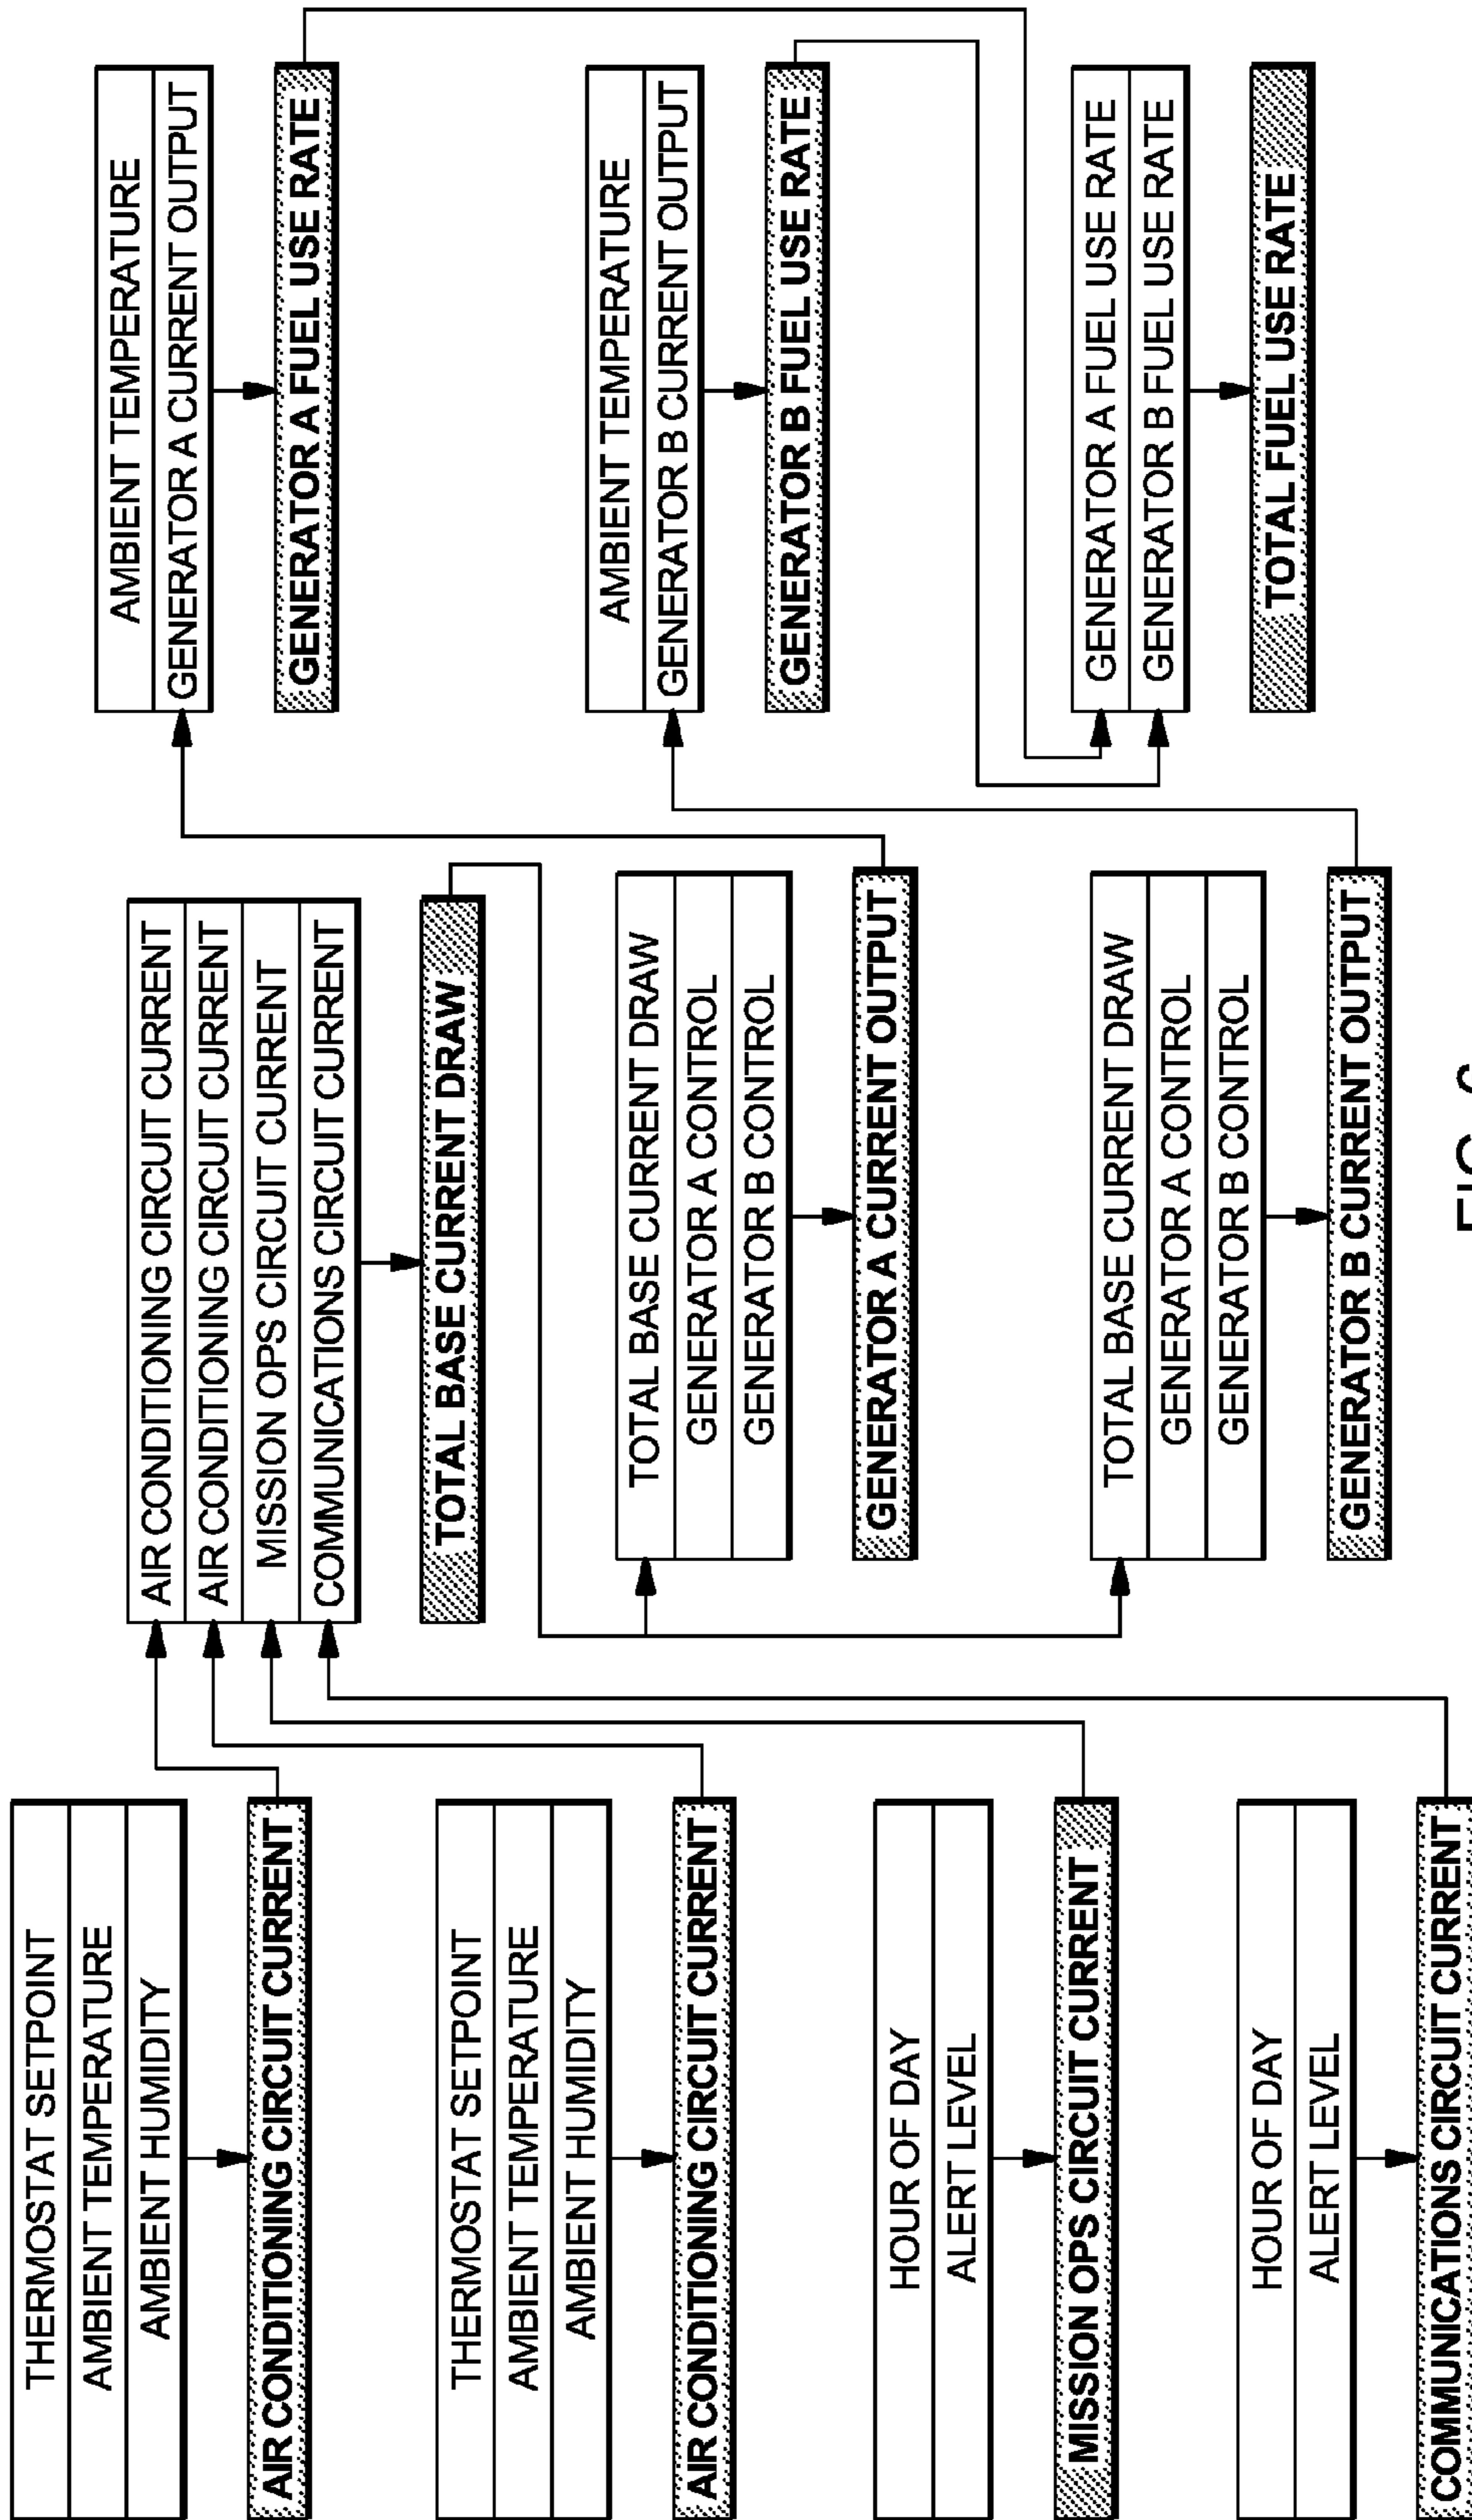 THERMOSTAT SETPOINT
AMBIENT TEMPERATURE
AMBIENT HUMIDITY
AIR CONDITIONING CIRCUIT CURRENT
THERMOSTAT SETPOINT
AMBIENT TEMPERATURE
AMBIENT HUMIDITY
AIR CONDITIONING CIRCUIT CURRENT
HOUR OF DAY
ALERT LEVEL
MISSION OPS CIRCUIT CURRENT
HOUR OF DAY
ALERT LEVEL
COMMUNICATIONS CIRCUIT CURRENT
AIR CONDITIONING CIRCUIT CURRENT
AIR CONDITIONING CIRCUIT CURRENT
MISSION OPS CIRCUIT CURRENT
COMMUNICATIONS CIRCUIT CURRENT
TOTAL BASE CURRENT DRAW
TOTAL BASE CURRENT DRAW
GENERATOR A CONTROL
GENERATOR B CONTROL
GENERATOR A CURRENT OUTPUT
TOTAL BASE CURRENT DRAW
GENERATOR A CONTROL
GENERATOR B CONTROL
GENERATOR B CURRENT OUTPUT
AMBIENT TEMPERATURE
GENERATOR A CURRENT OUTPUT
GENERATOR A FUEL USE RATE
AMBIENT TEMPERATURE
GENERATOR B CURRENT OUTPUT
GENERATOR B FUEL USE RATE
GENERATOR A FUEL USE RATE
GENERATOR B FUEL USE RATE
TOTAL FUEL USE RATE